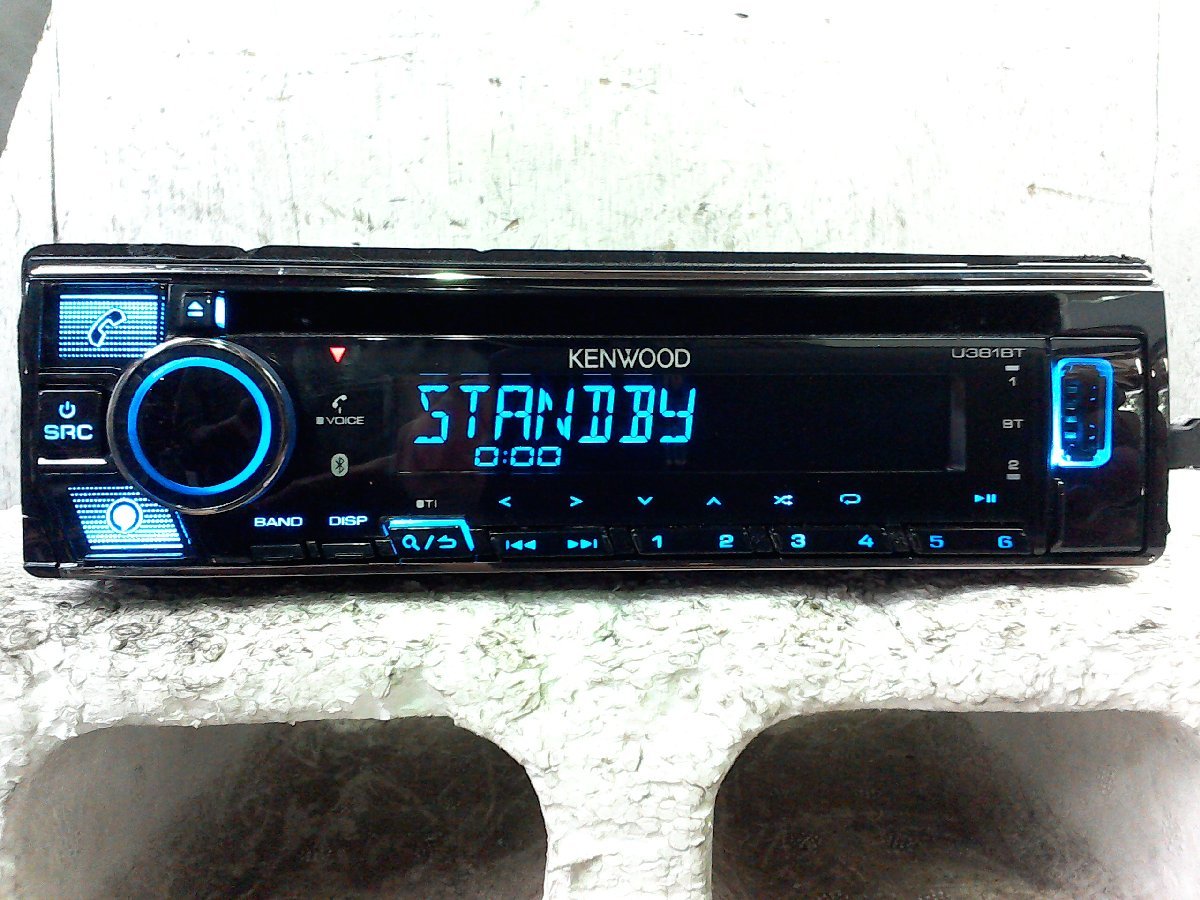 KENWOOD
U381BT
1
BT
2
SRC
VOICE
STANDBY
0:00
TI
BAND DISP
1 2 3 4 5 6